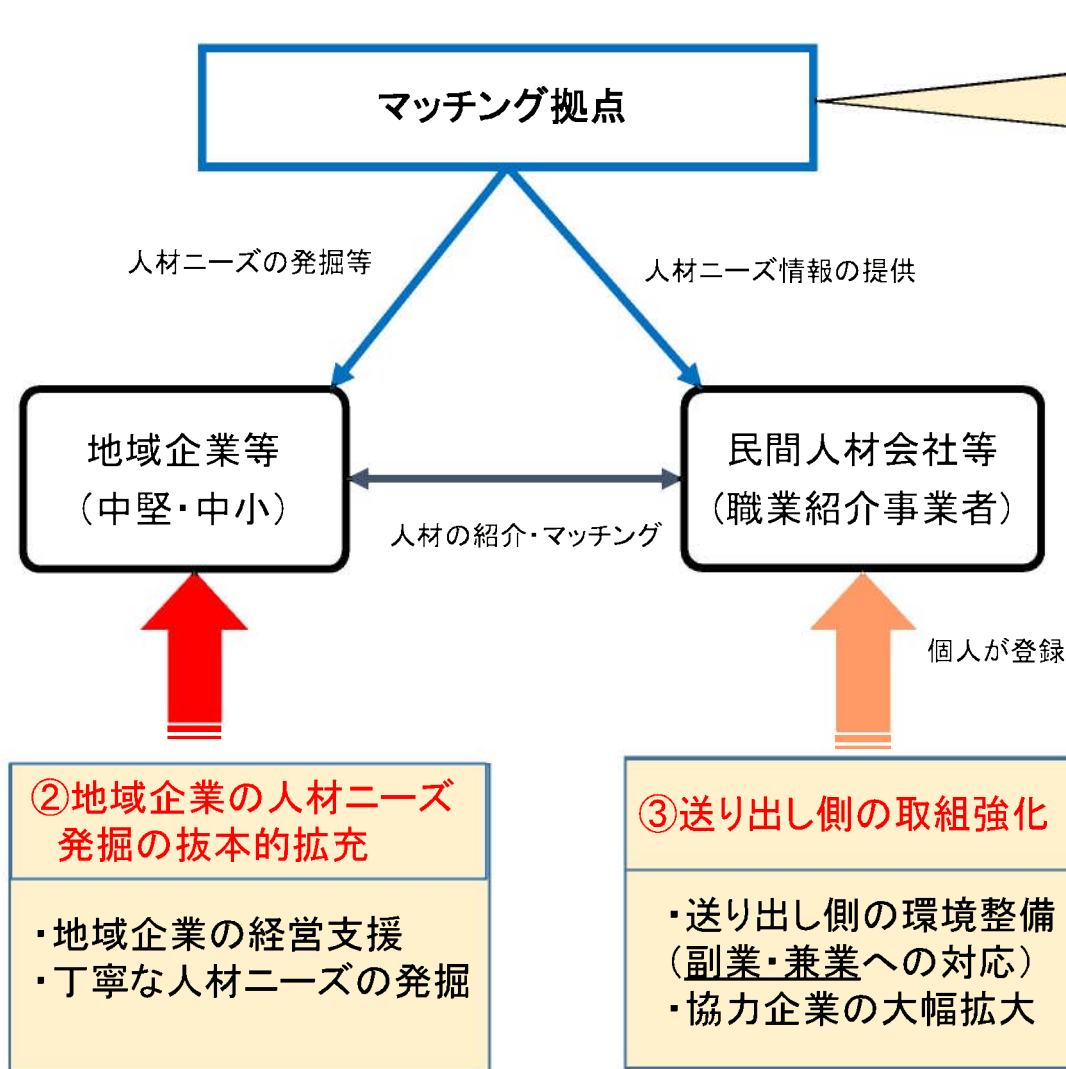 マッチング拠点
人材ニーズの発掘等
人材ニーズ情報の提供
地域企業等
（中堅・中小）
民間人材会社等
（職業紹介事業者）
人材の紹介・マッチング
個人が登録
②地域企業の人材ニーズ
発掘の抜本的拡充
・地域企業の経営支援
・丁寧な人材ニーズの発掘
③送り出し側の取組強化
・送り出し側の環境整備
（副業・兼業への対応）
・協力企業の大幅拡大